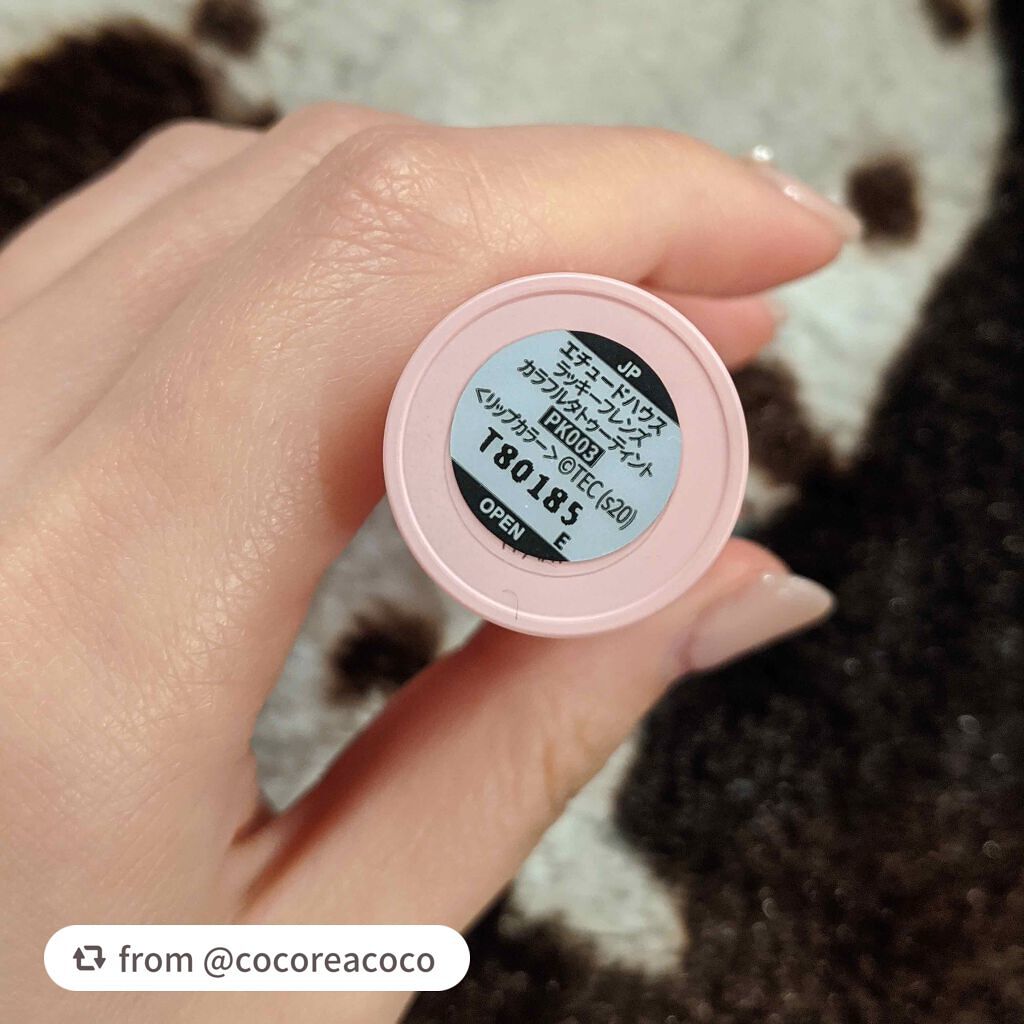 JP
エチュードハウス
ラッキーフレンズ
カラフルタトゥーティント
PK003
<リップカラー> ©TEC (s20)
T80185
E
OPEN
from @cocoreacoco